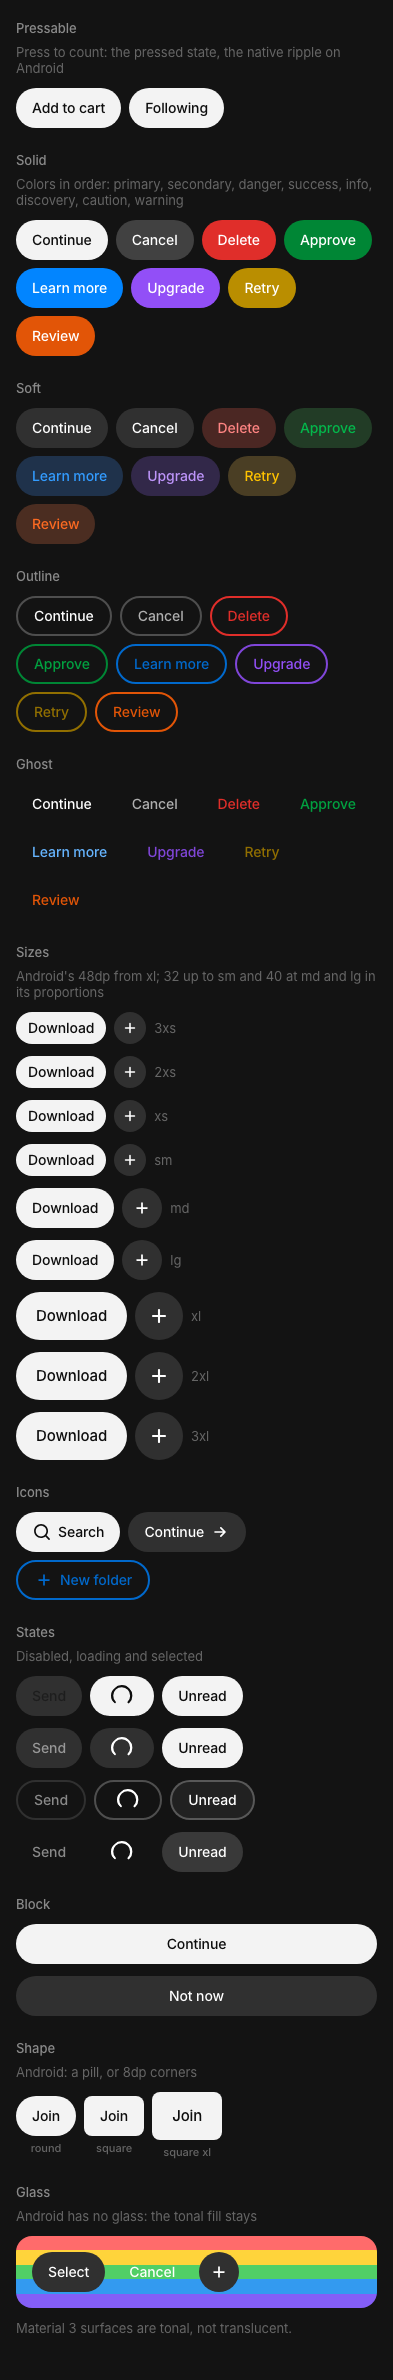 Pressable
Press to count: the pressed state, the native ripple on
Android
Add to cart Following
Solid
Colors in order: primary, secondary, danger, success, info,
discovery, caution, warning
Continue Cancel Delete Approve
Learn more Upgrade Retry
Review
Soft
Continue Cancel Delete Approve
Learn more Upgrade Retry
Review
Outline
Continue Cancel Delete
Approve Learn more Upgrade
Retry Review
Ghost
Continue Cancel Delete Approve
Learn more Upgrade Retry
Review
Sizes
Android's 48dp from xl; 32 up to sm and 40 at md and lg in
its proportions
Download + 3xs
Download + 2xs
Download + xs
Download + sm
Download + md
Download + lg
Download + xl
Download + 2xl
Download + 3xl
Icons
Search Continue →
+ New folder
States
Disabled, loading and selected
Send Unread
Send Unread
Send Unread
Send Unread
Block
Continue
Not now
Shape
Android: a pill, or 8dp corners
Join Join Join
round square square xl
Glass
Android has no glass: the tonal fill stays
Select Cancel +
Material 3 surfaces are tonal, not translucent.